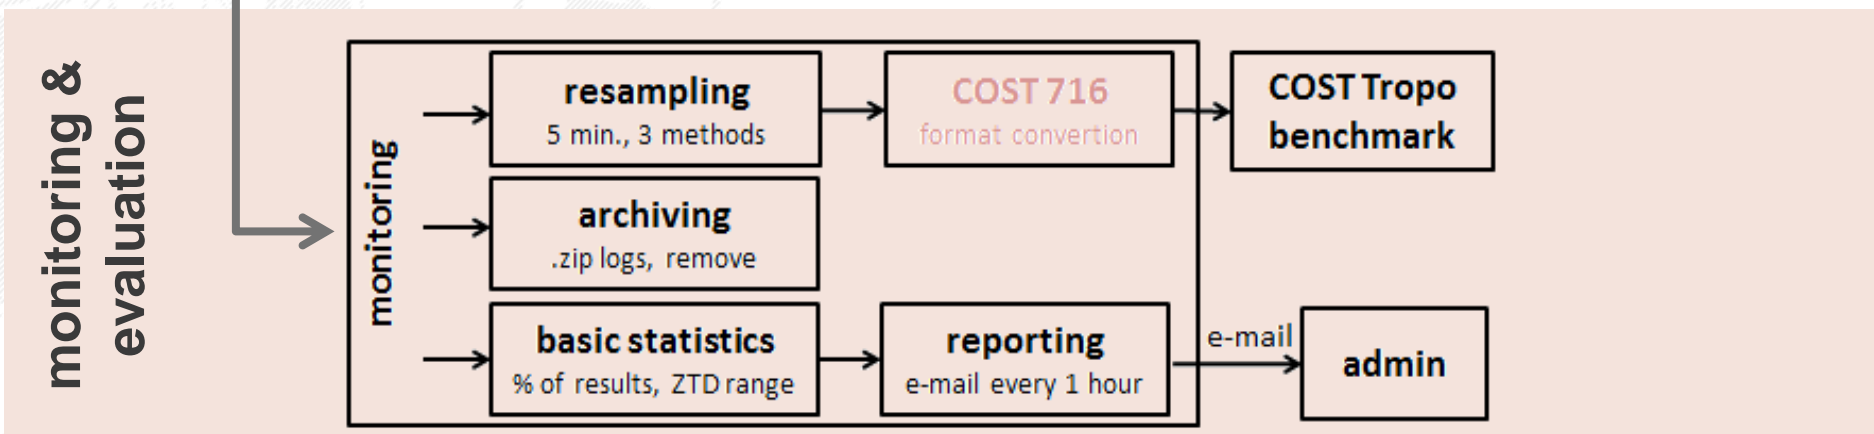 monitoring &
evaluation
monitoring
resampling
5 min., 3 methods
COST 716
format convertion
COST Tropo
benchmark
archiving
.zip logs, remove
basic statistics
% of results, ZTD range
reporting
e-mail every 1 hour
e-mail
admin